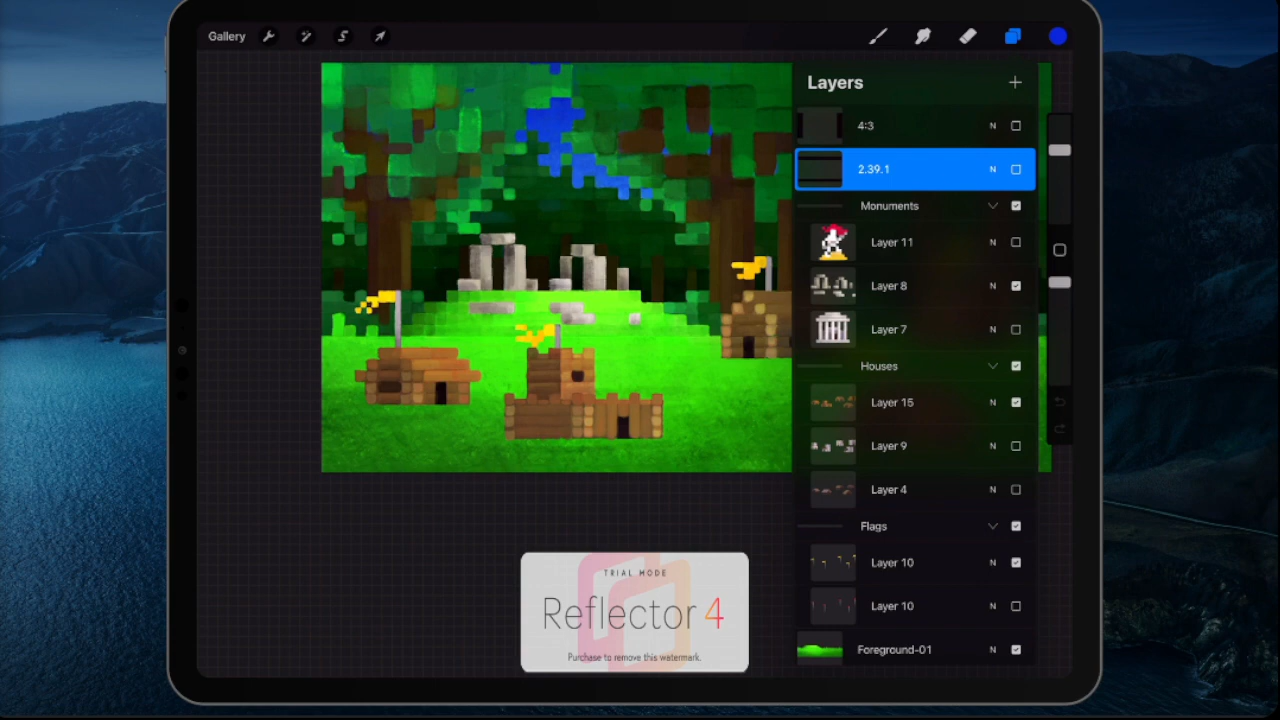 Gallery
Layers
4:3 N
2.39.1 N
Monuments
Layer 11 N
Layer 8 N
Layer 7 N
Houses
Layer 15 N
Layer 9 N
Layer 4 N
Flags
Layer 10 N
Layer 10 N
Foreground-01 N
TRIAL MODE
Reflector 4
Purchase to remove this watermark.